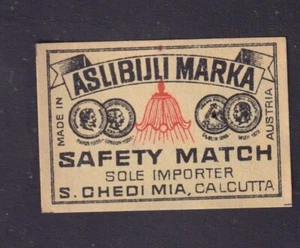 ASLIBIJLI MARKA
MADE IN
AUSTRIA
SAFETY MATCH
SOLE IMPORTER
S. CHEDI MIA, CALCUTTA